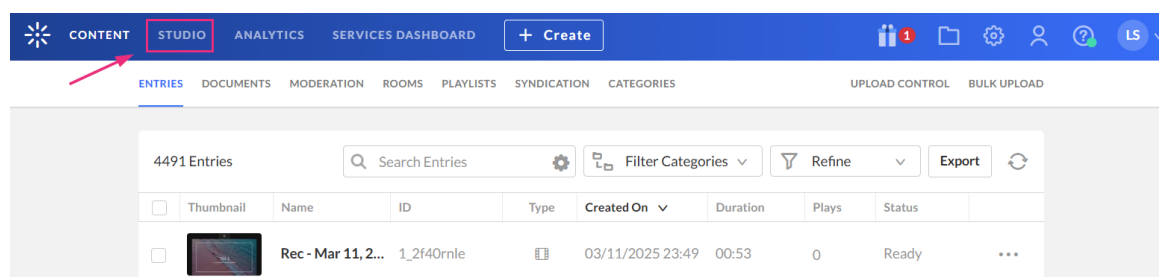 CONTENT STUDIO ANALYTICS SERVICES DASHBOARD + Create 1 LS
ENTRIES DOCUMENTS MODERATION ROOMS PLAYLISTS SYNDICATION CATEGORIES UPLOAD CONTROL BULK UPLOAD
4491 Entries Search Entries Filter Categories Refine Export
Thumbnail Name ID Type Created On Duration Plays Status
Rec - Mar 11, 2... 1_2f40rnle 03/11/2025 23:49 00:53 0 Ready